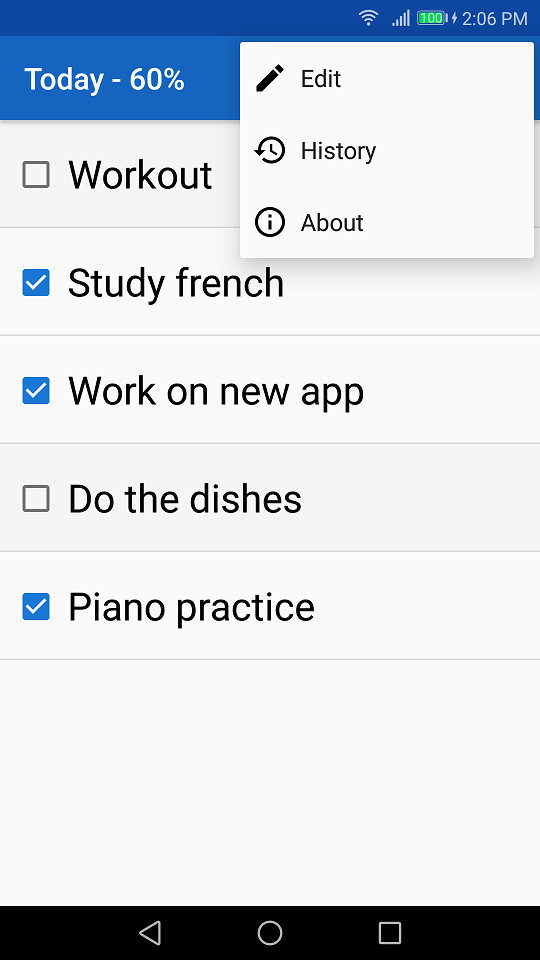 100 2:06 PM
Today - 60%
Edit
History
About
Workout
Study french
Work on new app
Do the dishes
Piano practice